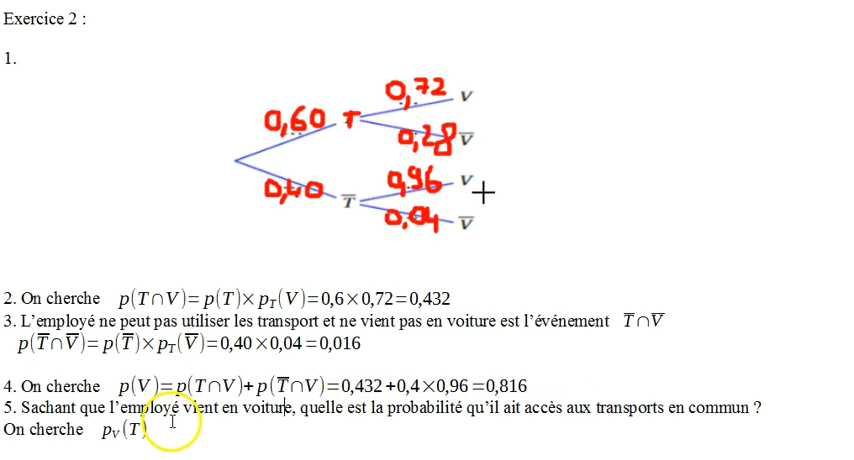 Exercice 2 :
1.
0,72 V
0,60 T
0,28 V̅
0,96 V
0,40 T̅
0,04 V̅
2. On cherche p(T∩V)=p(T)×p_T(V)=0,6×0,72=0,432
3. L’employé ne peut pas utiliser les transport et ne vient pas en voiture est l’événement T̅∩V̅
p(T̅∩V̅)=p(T̅)×p_T̅(V̅)=0,40×0,04=0,016
4. On cherche p(V)=p(T∩V)+p(T̅∩V)=0,432+0,4×0,96=0,816
5. Sachant que l’employé vient en voiture, quelle est la probabilité qu’il ait accès aux transports en commun ?
On cherche p_V(T)